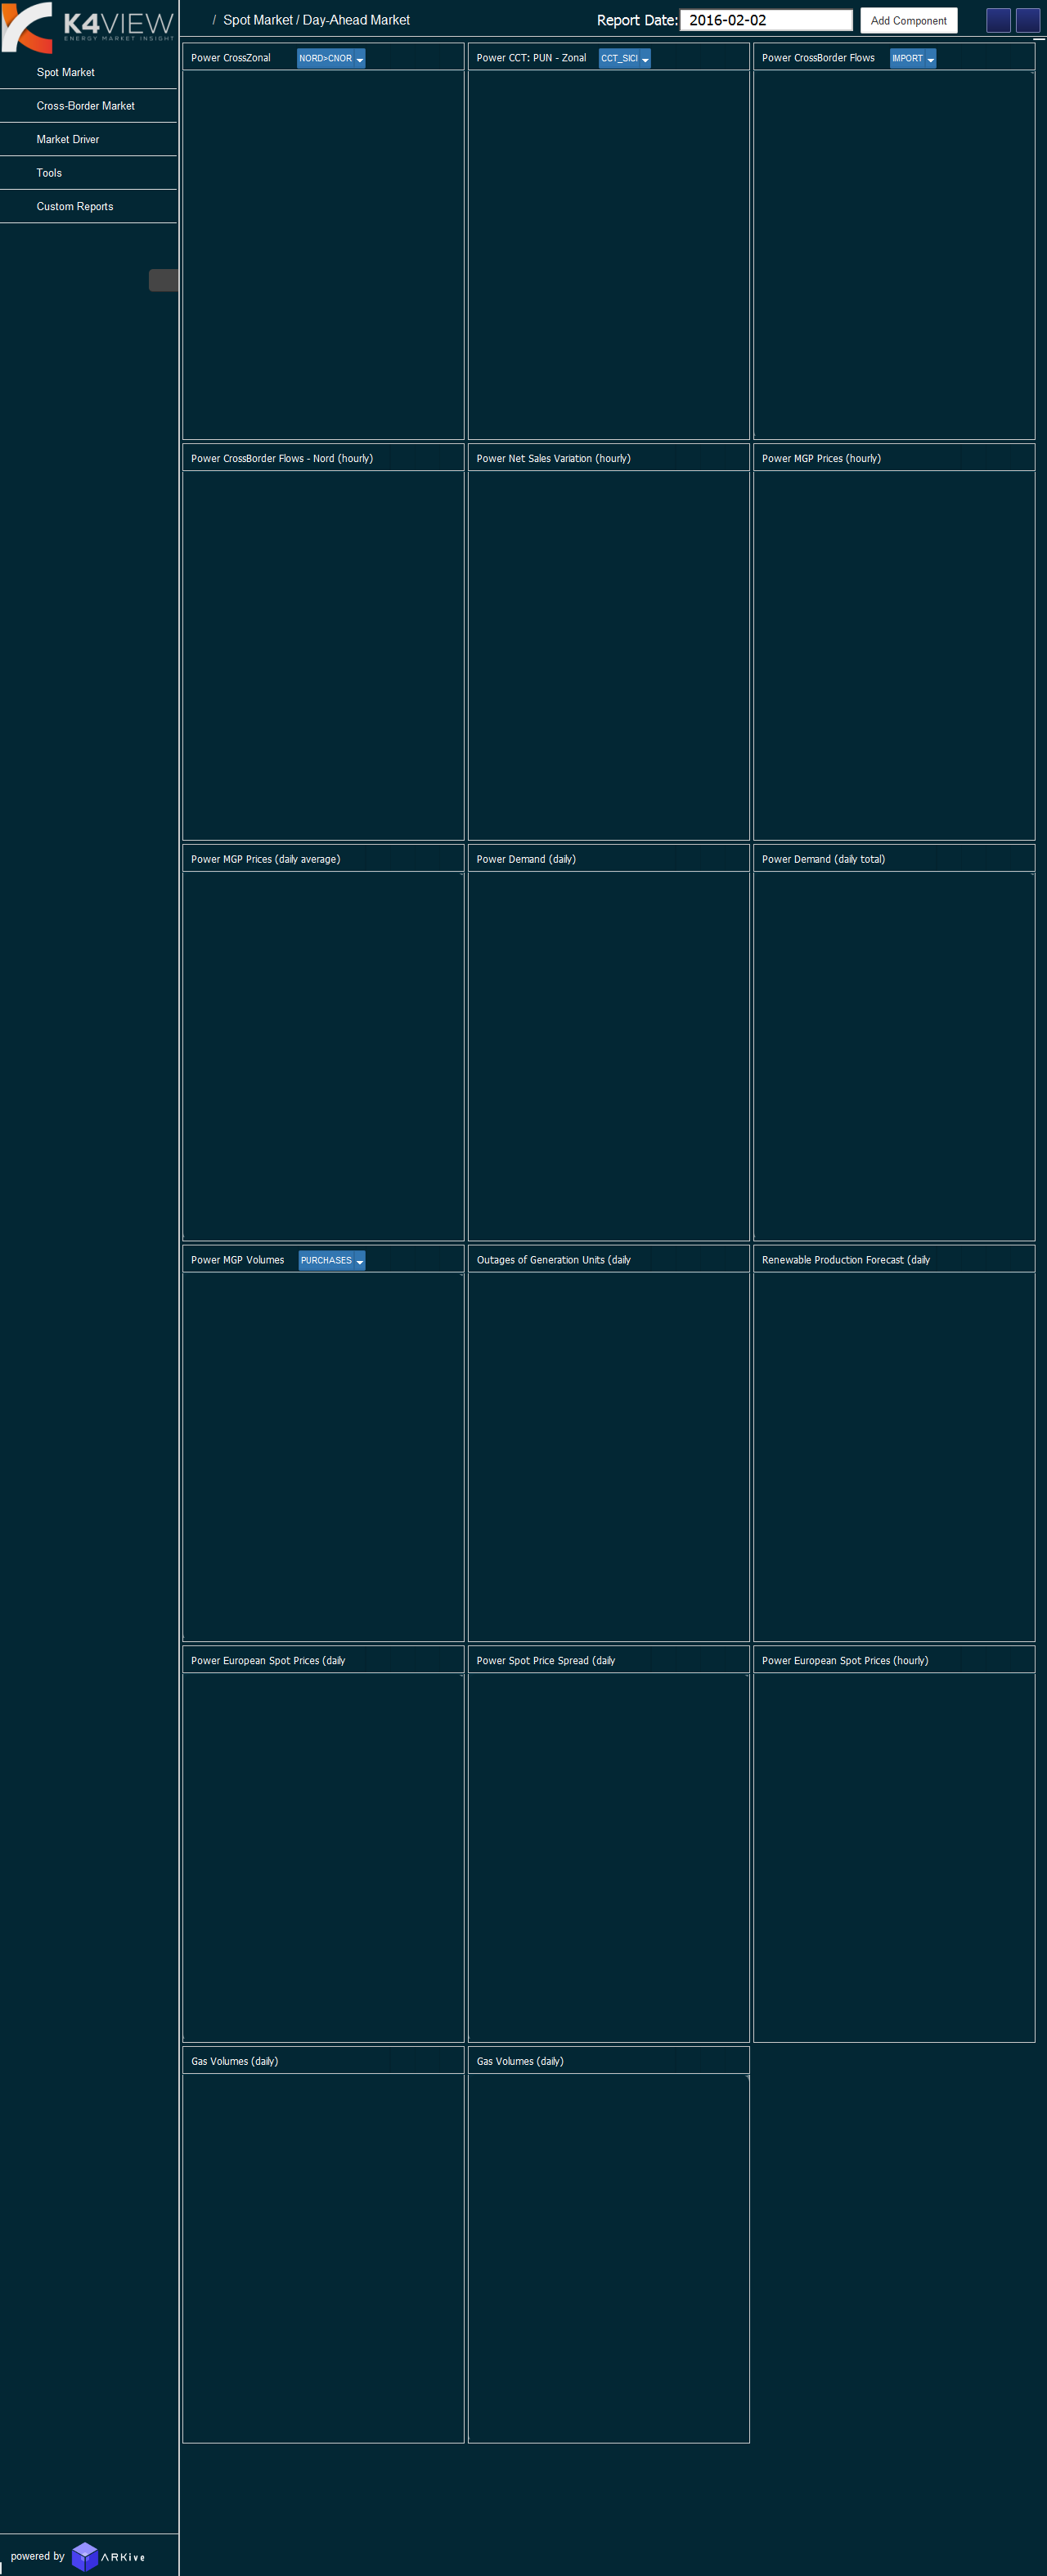 K4VIEW
ENERGY MARKET INSIGHT
/ Spot Market / Day-Ahead Market
Report Date: 2016-02-02 Add Component
Spot Market
Cross-Border Market
Market Driver
Tools
Custom Reports
Power CrossZonal NORD>CNOR
Power CCT: PUN - Zonal CCT_SICI
Power CrossBorder Flows IMPORT
Power CrossBorder Flows - Nord (hourly)
Power Net Sales Variation (hourly)
Power MGP Prices (hourly)
Power MGP Prices (daily average)
Power Demand (daily)
Power Demand (daily total)
Power MGP Volumes PURCHASES
Outages of Generation Units (daily
Renewable Production Forecast (daily
Power European Spot Prices (daily
Power Spot Price Spread (daily
Power European Spot Prices (hourly)
Gas Volumes (daily)
Gas Volumes (daily)
powered by ARKive